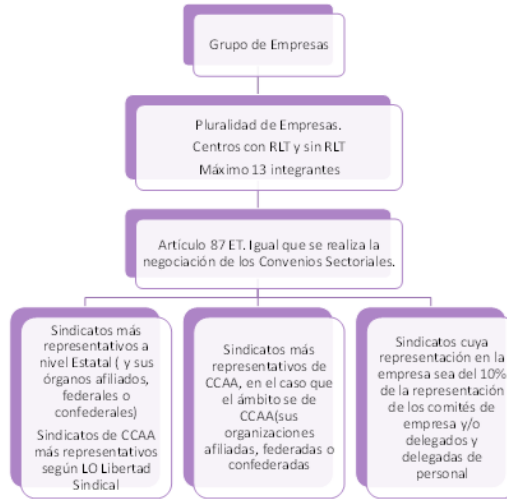 Grupo de Empresas
Pluralidad de Empresas.
Centros con RLT y sin RLT
Máximo 13 integrantes
Artículo 87 ET. Igual que se realiza la
negociación de los Convenios Sectoriales.
Sindicatos más
representativos a
nivel Estatal ( y sus
órganos afiliados,
federales o
confederales)
Sindicatos de CCAA
más representativos
según LO Libertad
Sindical
Sindicatos más
representativos de
CCAA, en el caso que
el ámbito se de
CCAA(sus
organizaciones
afiliadas, federadas o
confederadas
Sindicatos cuya
representación en la
empresa sea del 10%
de la representación
de los comités de
empresa y/o
delegados y
delegadas de
personal